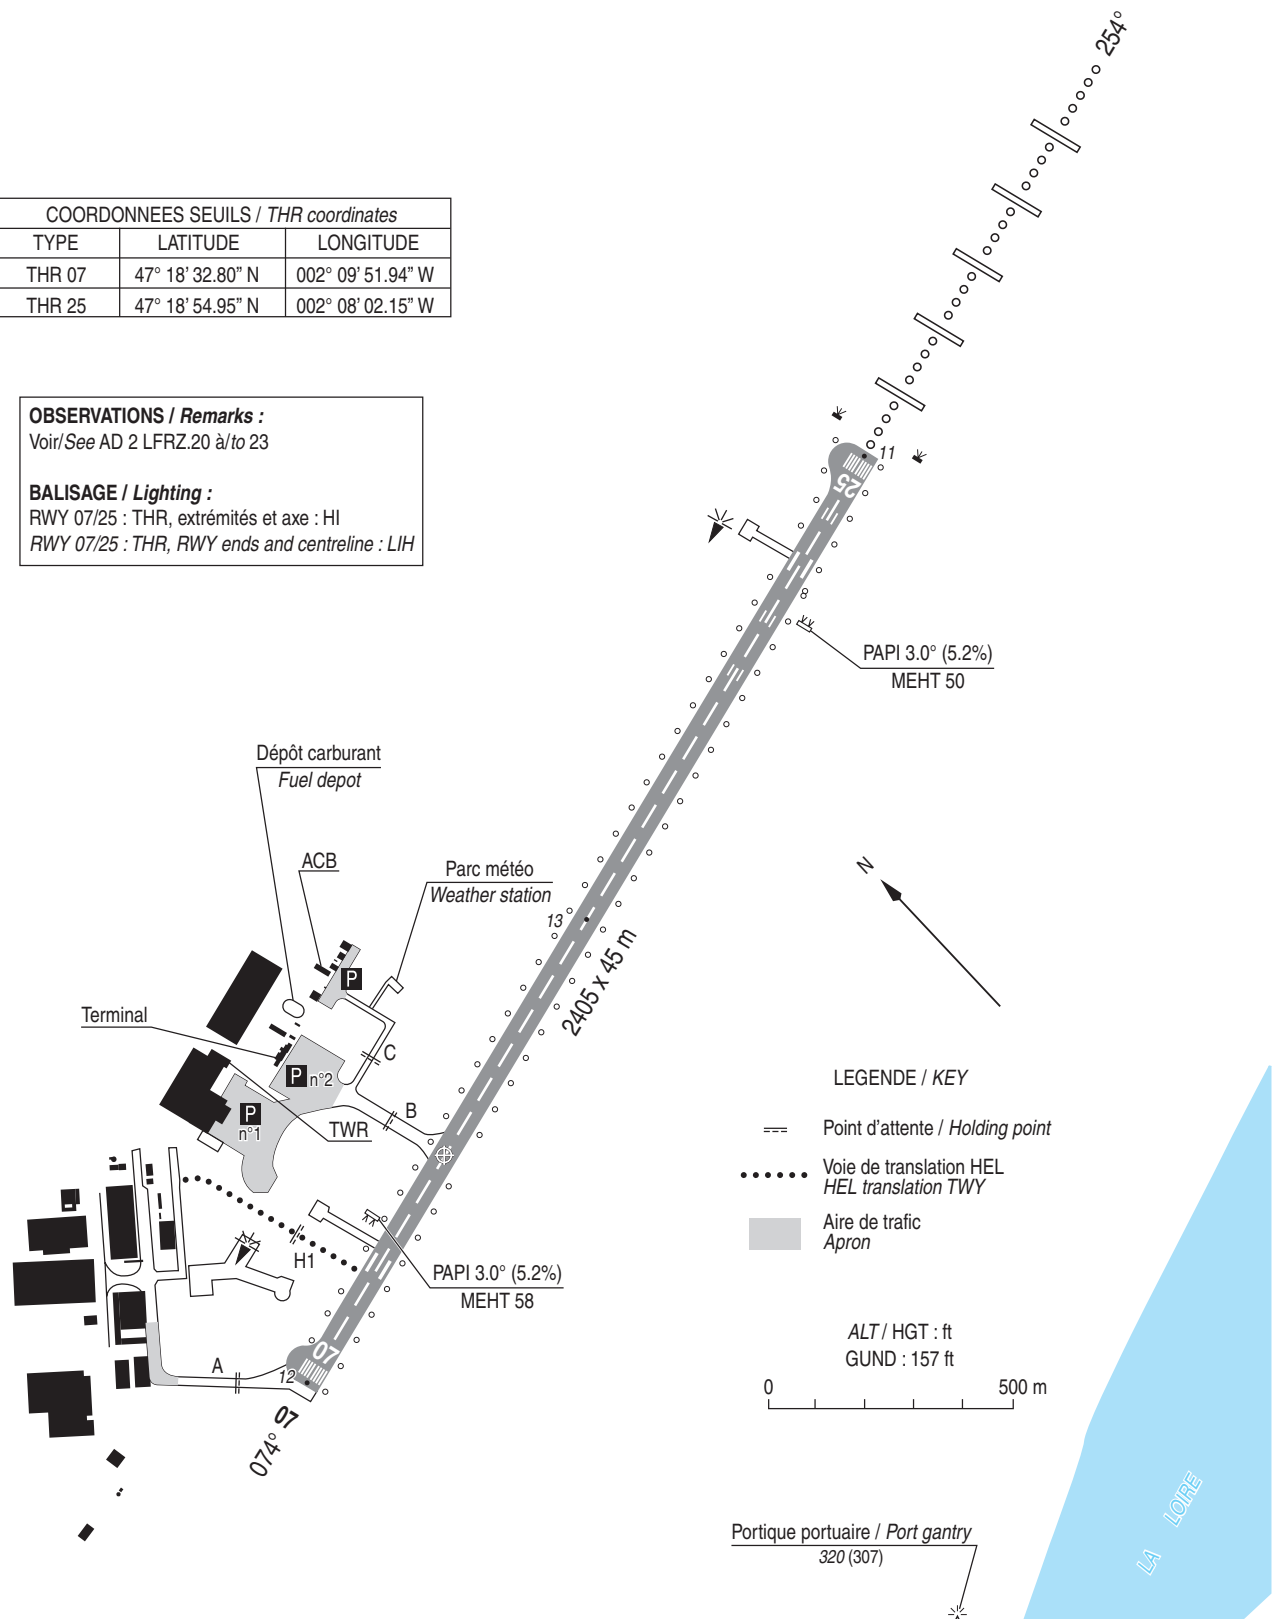 254°
COORDONNEES SEUILS / THR coordinates
TYPE LATITUDE LONGITUDE
THR 07 47° 18' 32.80" N 002° 09' 51.94" W
THR 25 47° 18' 54.95" N 002° 08' 02.15" W
OBSERVATIONS / Remarks :
Voir/See AD 2 LFRZ.20 à/to 23
BALISAGE / Lighting :
RWY 07/25 : THR, extrémités et axe : HI
RWY 07/25 : THR, RWY ends and centreline : LIH
11
25
PAPI 3.0° (5.2%)
MEHT 50
Dépôt carburant
Fuel depot
ACB
Parc météo
Weather station
N
13
2405 x 45 m
P
Terminal
C
P n°2
B
P
n°1
TWR
H1
PAPI 3.0° (5.2%)
MEHT 58
A
07
12
07
074°
LEGENDE / KEY
Point d'attente / Holding point
Voie de translation HEL
HEL translation TWY
Aire de trafic
Apron
ALT / HGT : ft
GUND : 157 ft
0 500 m
LA LOIRE
Portique portuaire / Port gantry
320 (307)